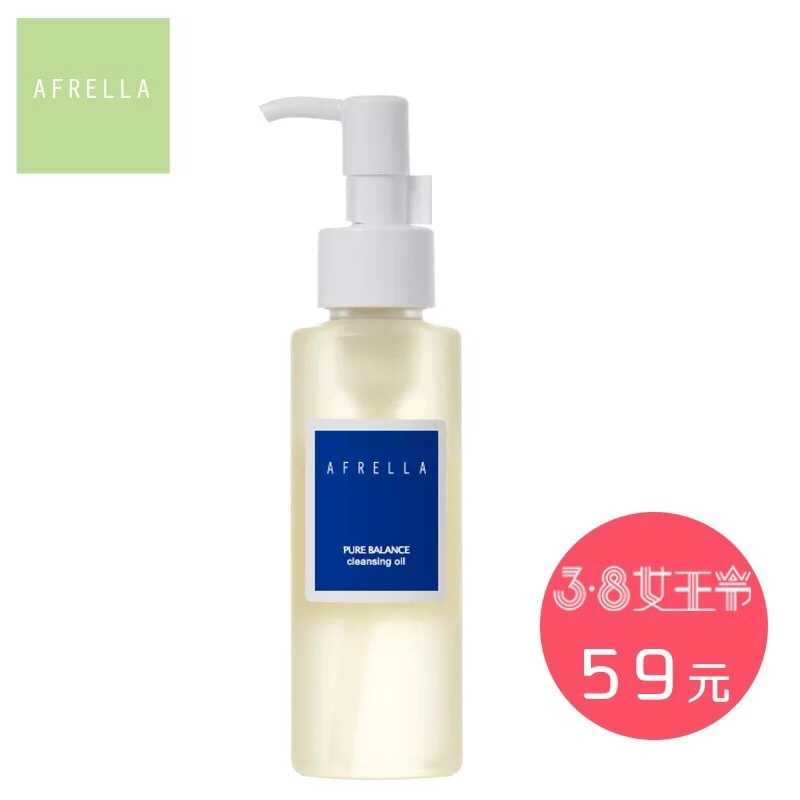 AFRELLA
AFRELLA
PURE BALANCE
cleansing oil
3·8女王节
59元